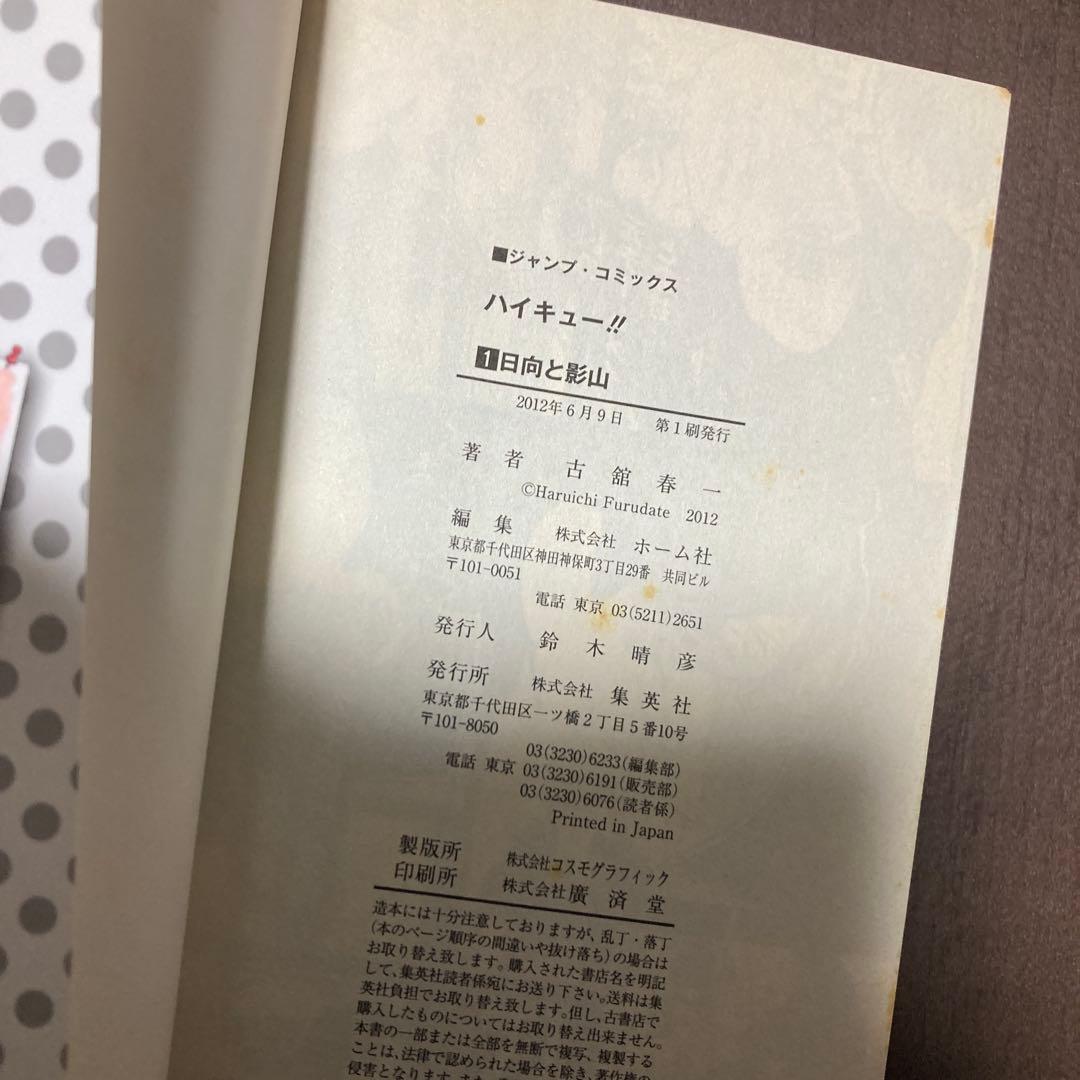 ■ジャンプ・コミックス
ハイキュー!!
1日向と影山
2012年6月9日 第1刷発行
著者 古舘春一
©Haruichi Furudate 2012
編集 株式会社 ホーム社
東京都千代田区神田神保町3丁目29番 共同ビル
〒101-0051
電話 東京 03(5211)2651
発行人 鈴木晴彦
発行所 株式会社 集英社
東京都千代田区一ツ橋2丁目5番10号
〒101-8050
03(3230)6233(編集部)
電話 東京 03(3230)6191(販売部)
03(3230)6076(読者係)
Printed in Japan
製版所 株式会社コスモグラフィック
印刷所 株式会社廣済堂
造本には十分注意しておりますが、乱丁・落丁
(本のページ順序の間違いや抜け落ち)の場合は
お取り替え致します。購入された書店名を明記
して、集英社読者係宛にお送り下さい。送料は集
英社負担でお取り替え致します。但し、古書店で
購入したものについてはお取り替え出来ません。
本書の一部または全部を無断で複写、複製する
ことは、法律で認められた場合を除き、著作権の
侵害となります。また